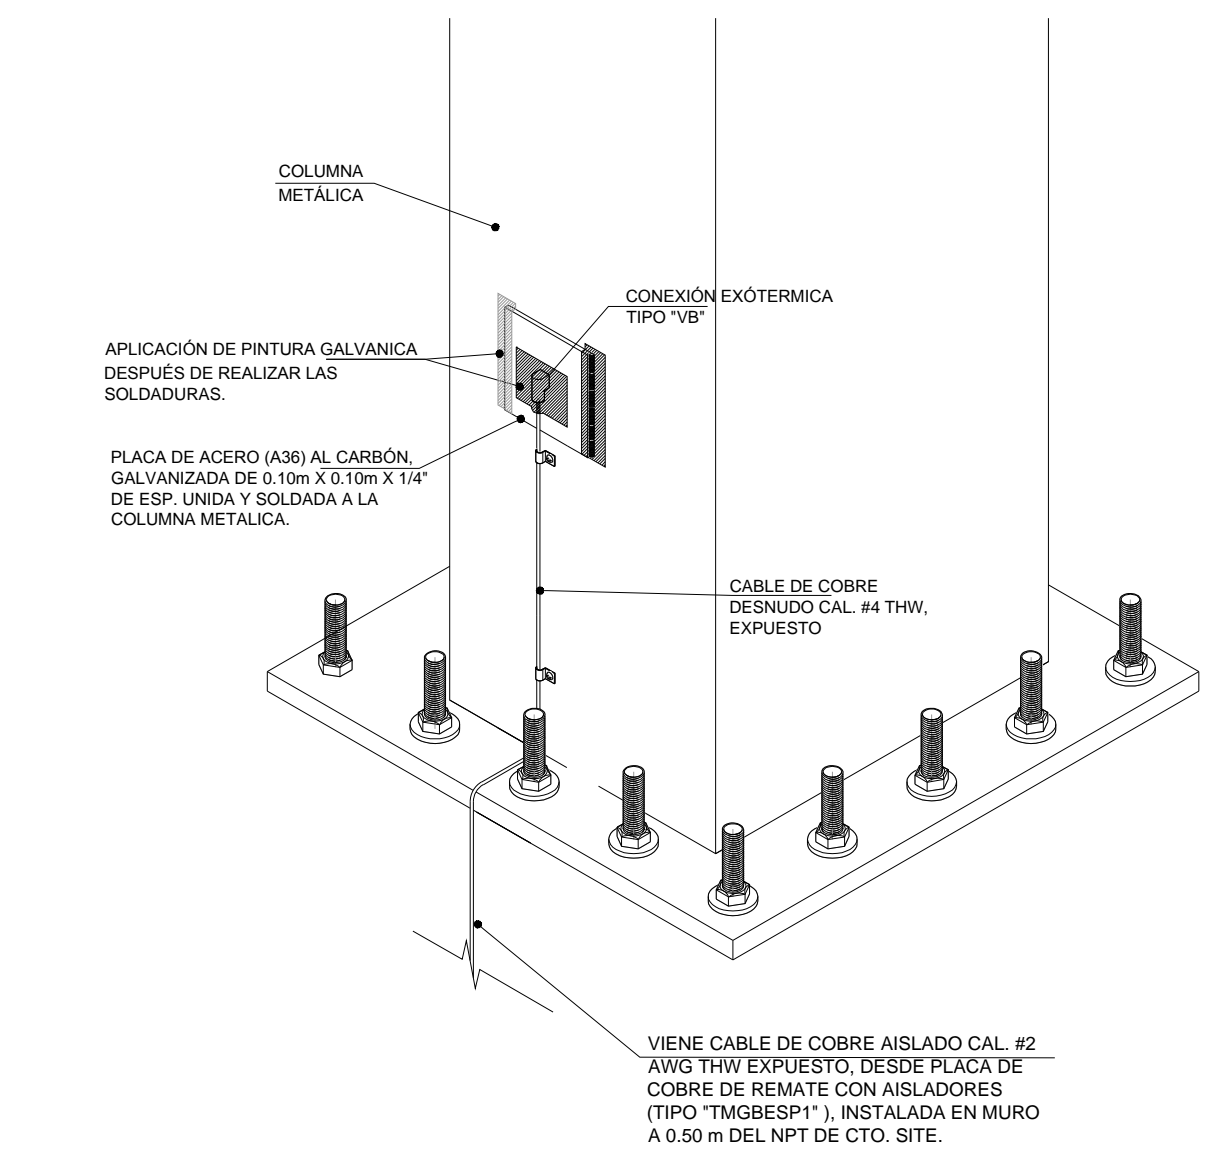 COLUMNA
METÁLICA
CONEXIÓN EXÓTERMICA
TIPO "VB"
APLICACIÓN DE PINTURA GALVANICA
DESPUÉS DE REALIZAR LAS
SOLDADURAS.
PLACA DE ACERO (A36) AL CARBÓN,
GALVANIZADA DE 0.10m X 0.10m X 1/4"
DE ESP. UNIDA Y SOLDADA A LA
COLUMNA METALICA.
CABLE DE COBRE
DESNUDO CAL. #4 THW,
EXPUESTO
VIENE CABLE DE COBRE AISLADO CAL. #2
AWG THW EXPUESTO, DESDE PLACA DE
COBRE DE REMATE CON AISLADORES
(TIPO "TMGBESP1" ), INSTALADA EN MURO
A 0.50 m DEL NPT DE CTO. SITE.